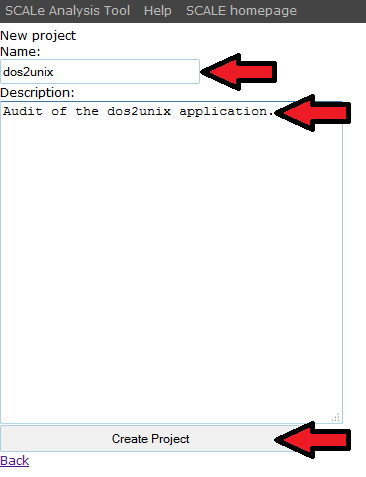 SCALe Analysis Tool Help SCALE homepage
New project
Name:
dos2unix
Description:
Audit of the dos2unix application.
Create Project
Back